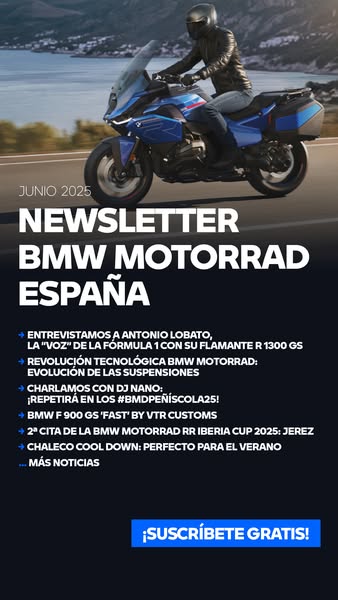 JUNIO 2025
NEWSLETTER
BMW MOTORRAD
ESPAÑA
→ ENTREVISTAMOS A ANTONIO LOBATO,
LA "VOZ" DE LA FÓRMULA 1 CON SU FLAMANTE R 1300 GS
→ REVOLUCIÓN TECNOLÓGICA BMW MOTORRAD:
EVOLUCIÓN DE LAS SUSPENSIONES
→ CHARLAMOS CON DJ NANO:
¡REPETIRÁ EN LOS #BMDPEÑÍSCOLA25!
→ BMW F 900 GS 'FAST' BY VTR CUSTOMS
→ 2ª CITA DE LA BMW MOTORRAD RR IBERIA CUP 2025: JEREZ
→ CHALECO COOL DOWN: PERFECTO PARA EL VERANO
... MÁS NOTICIAS
¡SUSCRÍBETE GRATIS!